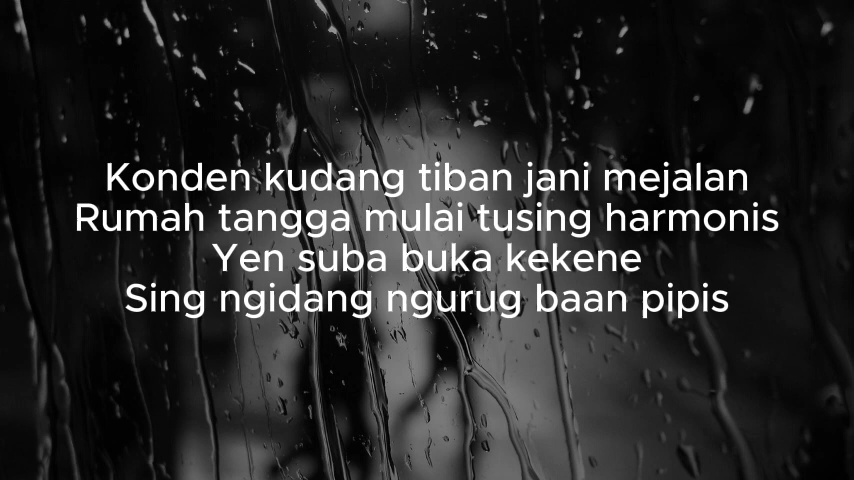 Konden kudang tiban jani mejalan
Rumah tangga mulai tusing harmonis
Yen suba buka kekene
Sing ngidang ngurug baan pipis